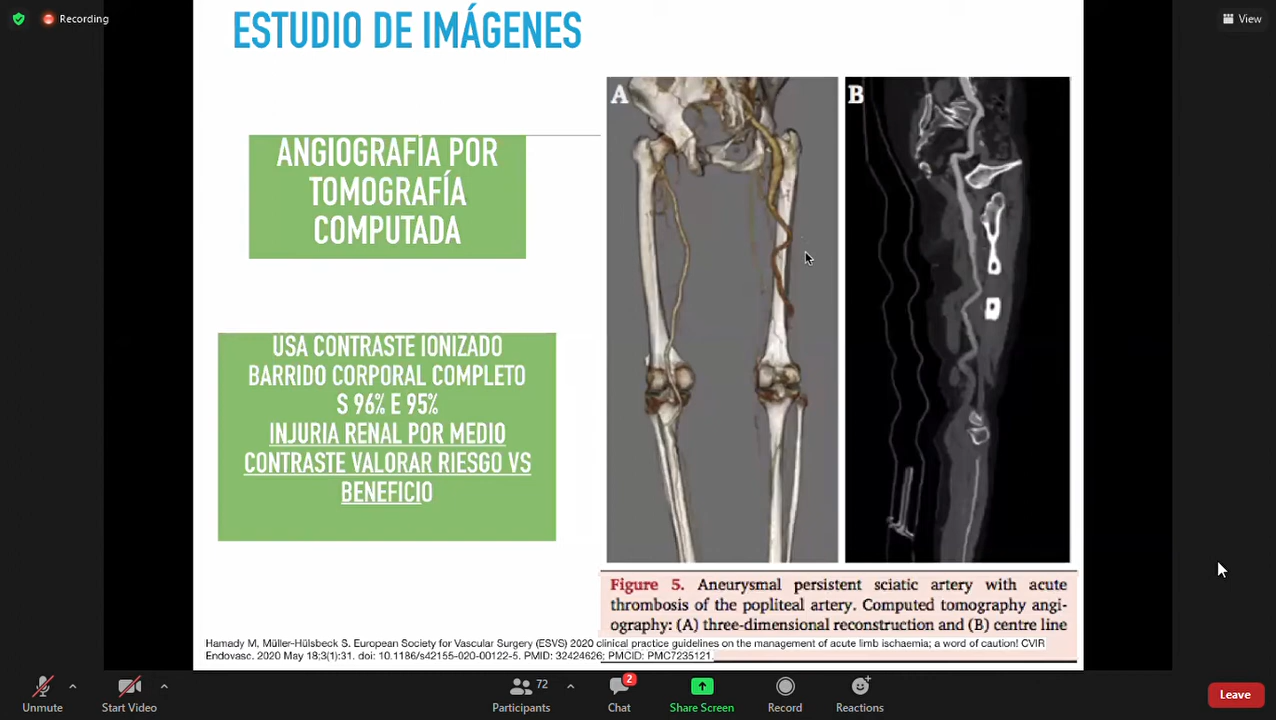 Recording
View
ESTUDIO DE IMÁGENES
ANGIOGRAFÍA POR
TOMOGRAFÍA
COMPUTADA
USA CONTRASTE IONIZADO
BARRIDO CORPORAL COMPLETO
S 96% E 95%
INJURIA RENAL POR MEDIO
CONTRASTE VALORAR RIESGO VS
BENEFICIO
A
B
Figure 5. Aneurysmal persistent sciatic artery with acute
thrombosis of the popliteal artery. Computed tomography angi-
ography: (A) three-dimensional reconstruction and (B) centre line
Hamady M, Müller-Hülsbeck S. European Society for Vascular Surgery (ESVS) 2020 clinical practice guidelines on the management of acute limb ischaemia; a word of caution! CVIR
Endovasc. 2020 May 18;3(1):31. doi: 10.1186/s42155-020-00122-5. PMID: 32424626; PMCID: PMC7235121.
Unmute
Start Video
Participants
72
Chat
2
Share Screen
Record
Reactions
Leave